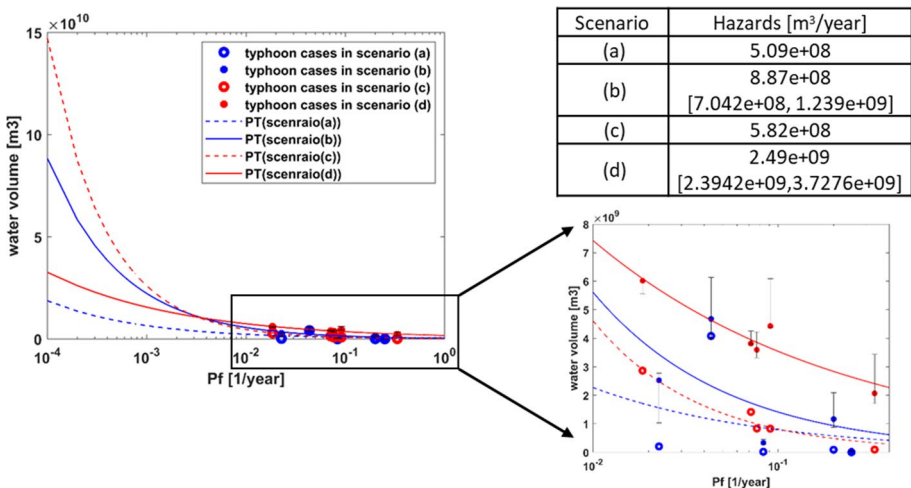 ×10^10
15
10
5
0
water volume [m3]
10^-4
10^-3
10^-2
10^-1
10^0
Pf [1/year]
typhoon cases in scenario (a)
typhoon cases in scenario (b)
typhoon cases in scenario (c)
typhoon cases in scenario (d)
PT(scenraio(a))
PT(scenraio(b))
PT(scenraio(c))
PT(scenraio(d))
Scenario Hazards [m³/year]
(a) 5.09e+08
(b) 8.87e+08
[7.042e+08, 1.239e+09]
(c) 5.82e+08
(d) 2.49e+09
[2.3942e+09,3.7276e+09]
×10^9
8
7
6
5
4
3
2
1
0
water volume [m3]
10^-2
10^-1
Pf [1/year]